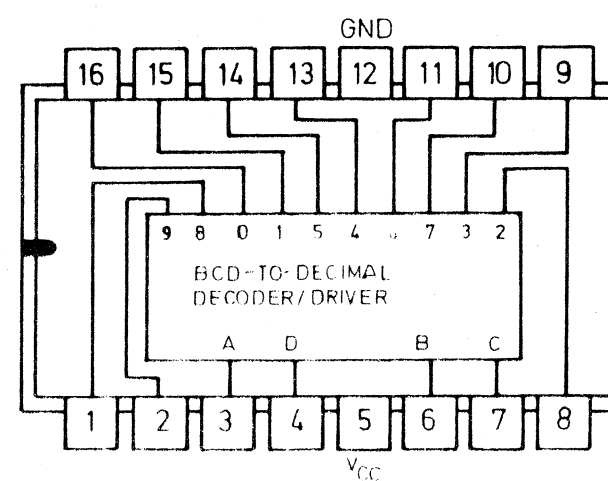 GND
16 15 14 13 12 11 10 9
9 8 0 1 5 4 6 7 3 2
BCD-TO-DECIMAL
DECODER/DRIVER
A D B C
1 2 3 4 5 6 7 8
VCC